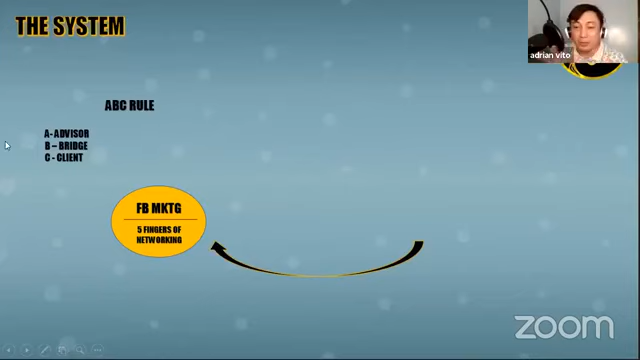 THE SYSTEM
adrian vito
ABC RULE
A- ADVISOR
B – BRIDGE
C - CLIENT
FB MKTG
5 FINGERS OF
NETWORKING
zoom